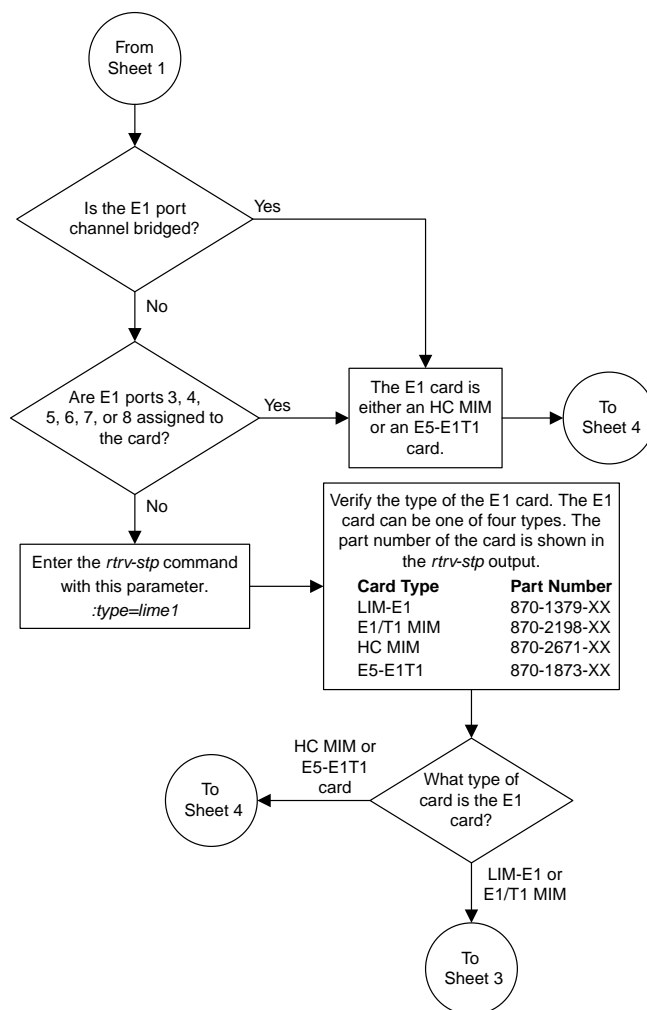 From
Sheet 1
Is the E1 port
channel bridged?
Yes
No
Are E1 ports 3, 4,
5, 6, 7, or 8 assigned to
the card?
Yes
The E1 card is
either an HC MIM
or an E5-E1T1
card.
To
Sheet 4
No
Enter the rtrv-stp command
with this parameter.
:type=lime1
Verify the type of the E1 card. The E1
card can be one of four types. The
part number of the card is shown in
the rtrv-stp output.
Card Type Part Number
LIM-E1 870-1379-XX
E1/T1 MIM 870-2198-XX
HC MIM 870-2671-XX
E5-E1T1 870-1873-XX
What type of
card is the E1
card?
HC MIM or
E5-E1T1
card
To
Sheet 4
LIM-E1 or
E1/T1 MIM
To
Sheet 3